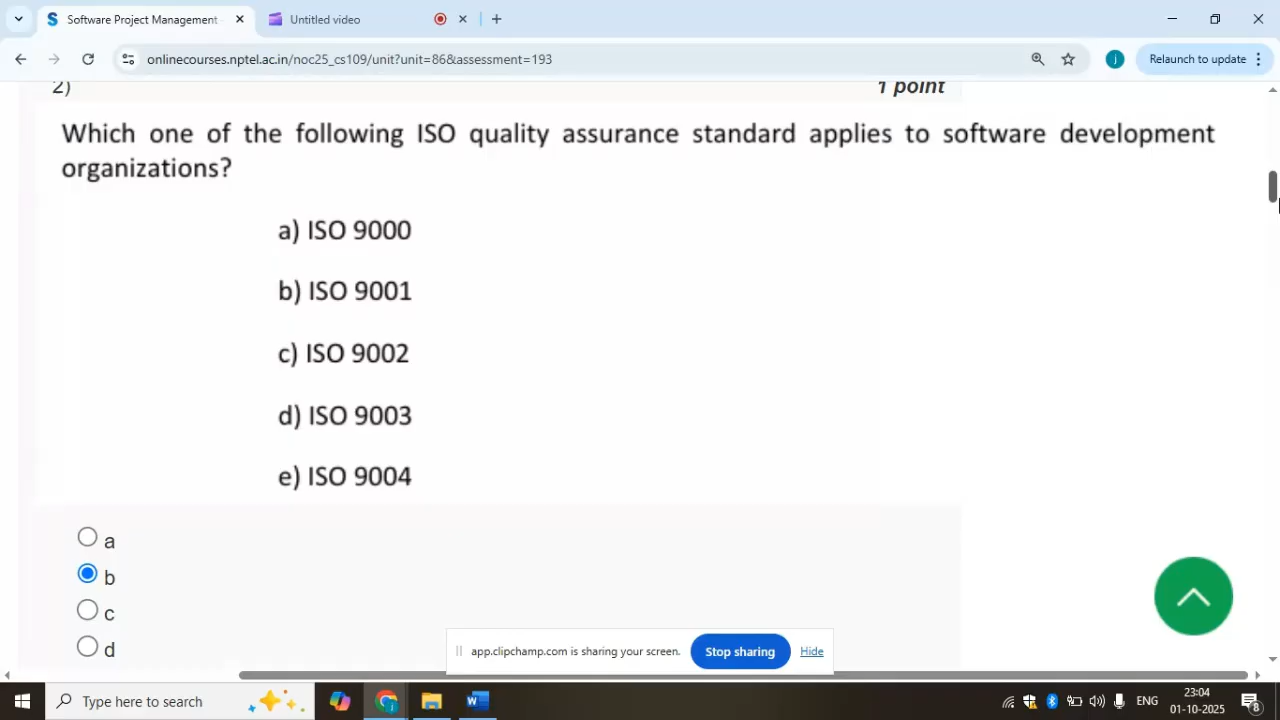 Software Project Management
Untitled video
onlinecourses.nptel.ac.in/noc25_cs109/unit?unit=86&assessment=193
j
Relaunch to update
2)
1 point
Which one of the following ISO quality assurance standard applies to software development
organizations?
a) ISO 9000
b) ISO 9001
c) ISO 9002
d) ISO 9003
e) ISO 9004
a
b
c
d
app.clipchamp.com is sharing your screen.
Stop sharing
Hide
Type here to search
ENG
23:04
01-10-2025
8